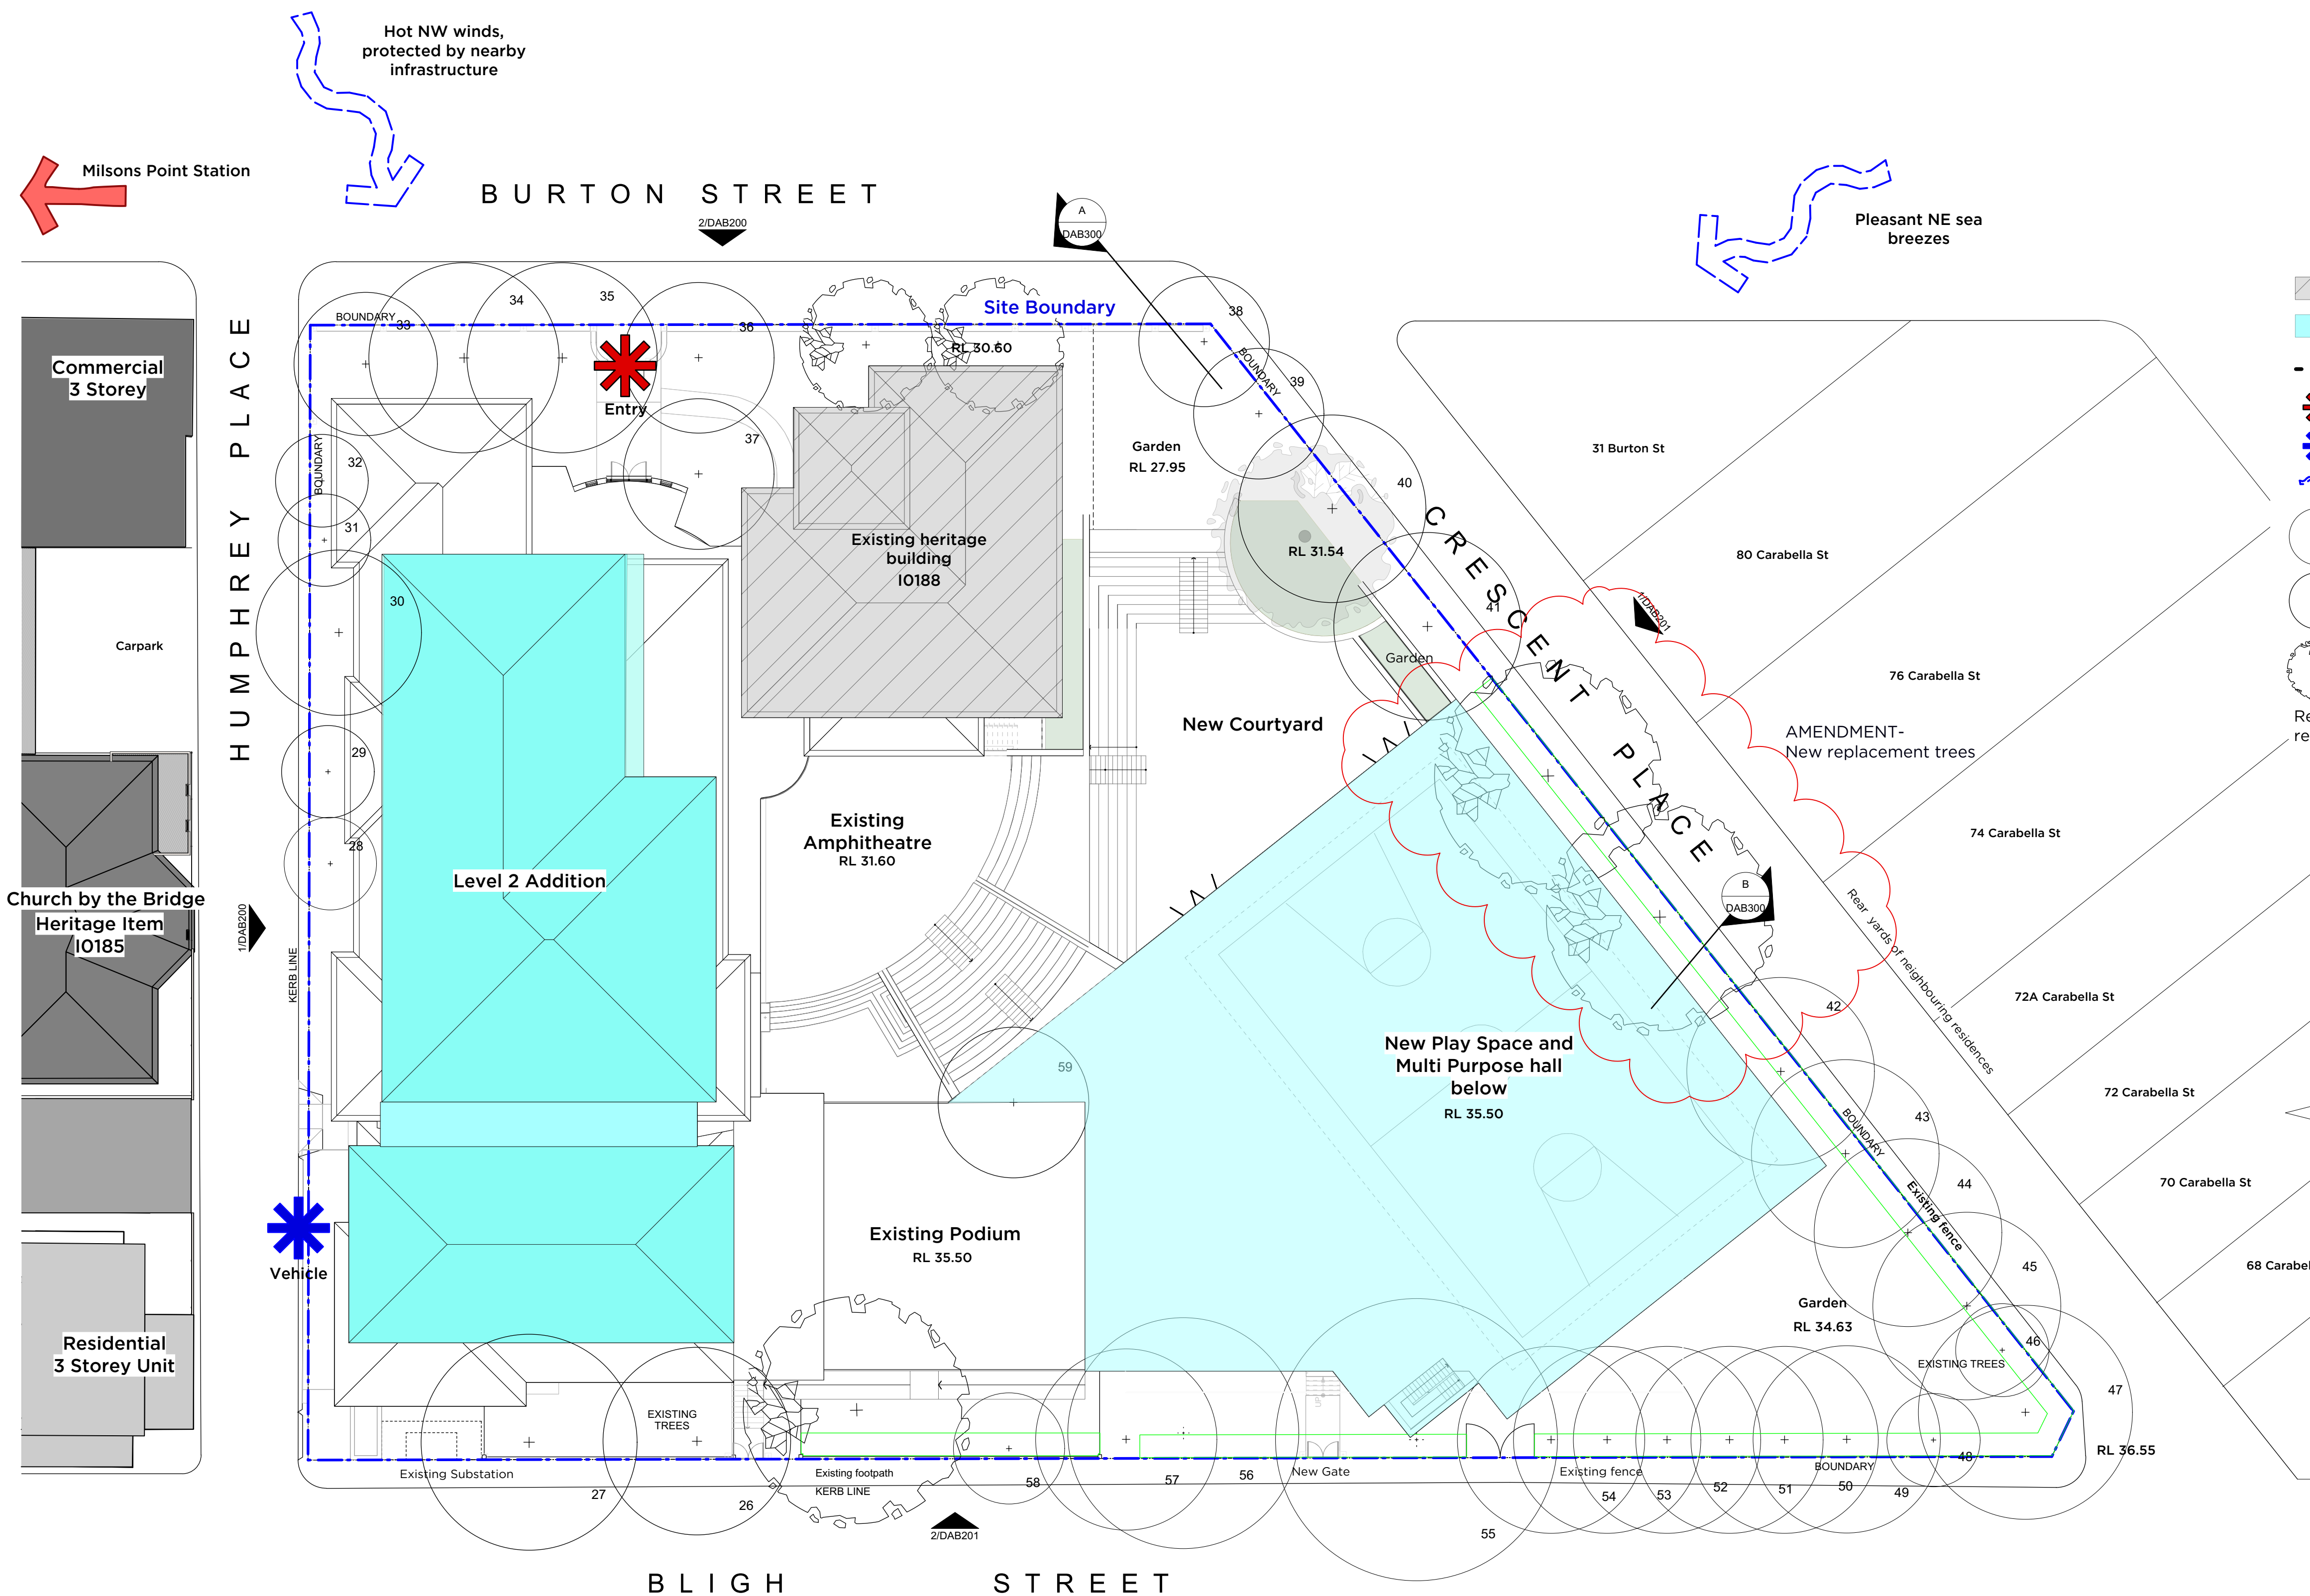 Hot NW winds,
protected by nearby
infrastructure
Milsons Point Station
BURTON STREET
2/DAB200
A
DAB300
Pleasant NE sea
breezes
Site Boundary
BOUNDARY
33
34
35
36
38
RL 30.60
Commercial
3 Storey
HUMPHREY PLACE
Entry
37
BOUNDARY
39
Garden
RL 27.95
31 Burton St
BOUNDARY
32
31
40
CRESCENT PLACE
Existing heritage
building
I0188
RL 31.54
80 Carabella St
30
41
1/DAB201
Carpark
Garden
76 Carabella St
New Courtyard
AMENDMENT-
New replacement trees
29
28
Existing
Amphitheatre
RL 31.60
74 Carabella St
Level 2 Addition
B
DAB300
Church by the Bridge
Heritage Item
I0185
1/DAB200
KERB LINE
Rear yards of neighbouring residences
72A Carabella St
42
59
New Play Space and
Multi Purpose hall
below
RL 35.50
72 Carabella St
43
BOUNDARY
44
70 Carabella St
Existing fence
Existing Podium
RL 35.50
45
68 Carabel
Vehicle
Garden
RL 34.63
46
EXISTING TREES
Residential
3 Storey Unit
47
EXISTING
TREES
RL 36.55
48
Existing Substation
Existing footpath
KERB LINE
58
57
56
New Gate
Existing fence
BOUNDARY
27
26
55
54
53
52
51
50
49
2/DAB201
BLIGH STREET
Re
re